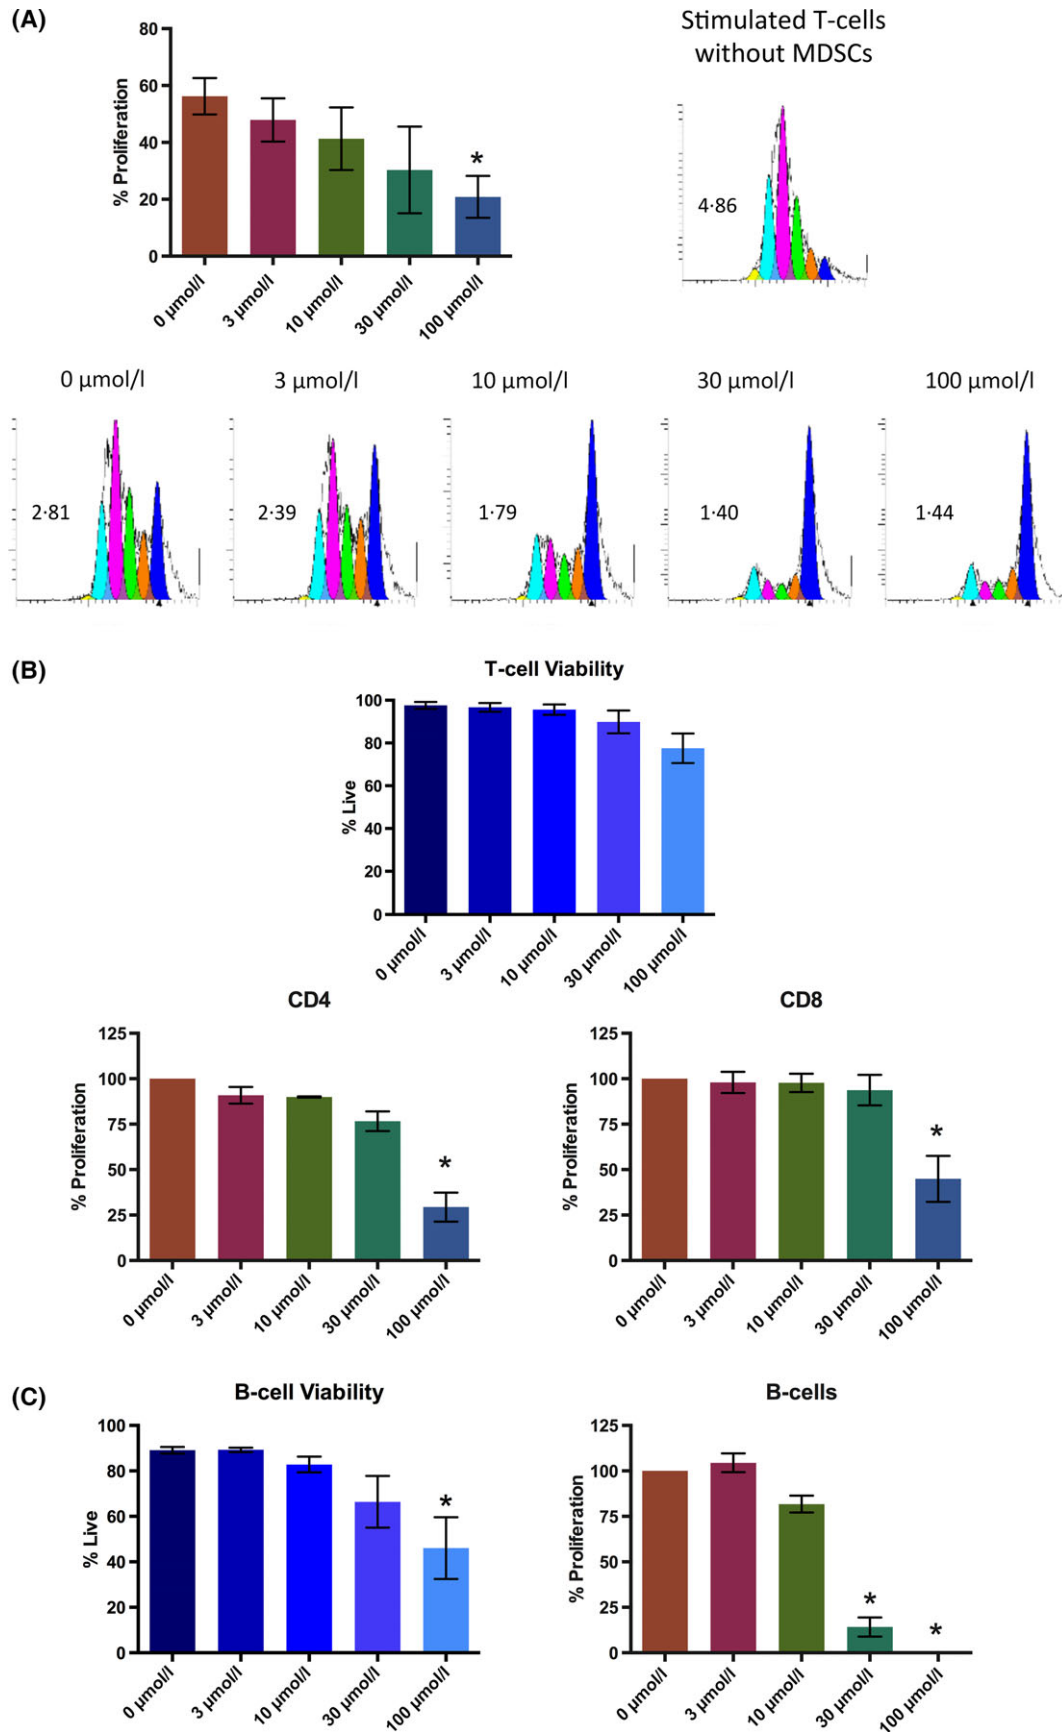 (A)
Stimulated T-cells
without MDSCs
80
60
40
20
0
% Proliferation
*
0 µmol/l
3 µmol/l
10 µmol/l
30 µmol/l
100 µmol/l
4·86
0 µmol/l
3 µmol/l
10 µmol/l
30 µmol/l
100 µmol/l
2·81
2·39
1·79
1·40
1·44
(B)
T-cell Viability
100
80
60
40
20
0
% Live
0 µmol/l
3 µmol/l
10 µmol/l
30 µmol/l
100 µmol/l
CD4
125
100
75
50
25
0
% Proliferation
*
0 µmol/l
3 µmol/l
10 µmol/l
30 µmol/l
100 µmol/l
CD8
125
100
75
50
25
0
% Proliferation
*
0 µmol/l
3 µmol/l
10 µmol/l
30 µmol/l
100 µmol/l
(C)
B-cell Viability
100
80
60
40
20
0
% Live
*
0 µmol/l
3 µmol/l
10 µmol/l
30 µmol/l
100 µmol/l
B-cells
125
100
75
50
25
0
% Proliferation
*
*
0 µmol/l
3 µmol/l
10 µmol/l
30 µmol/l
100 µmol/l